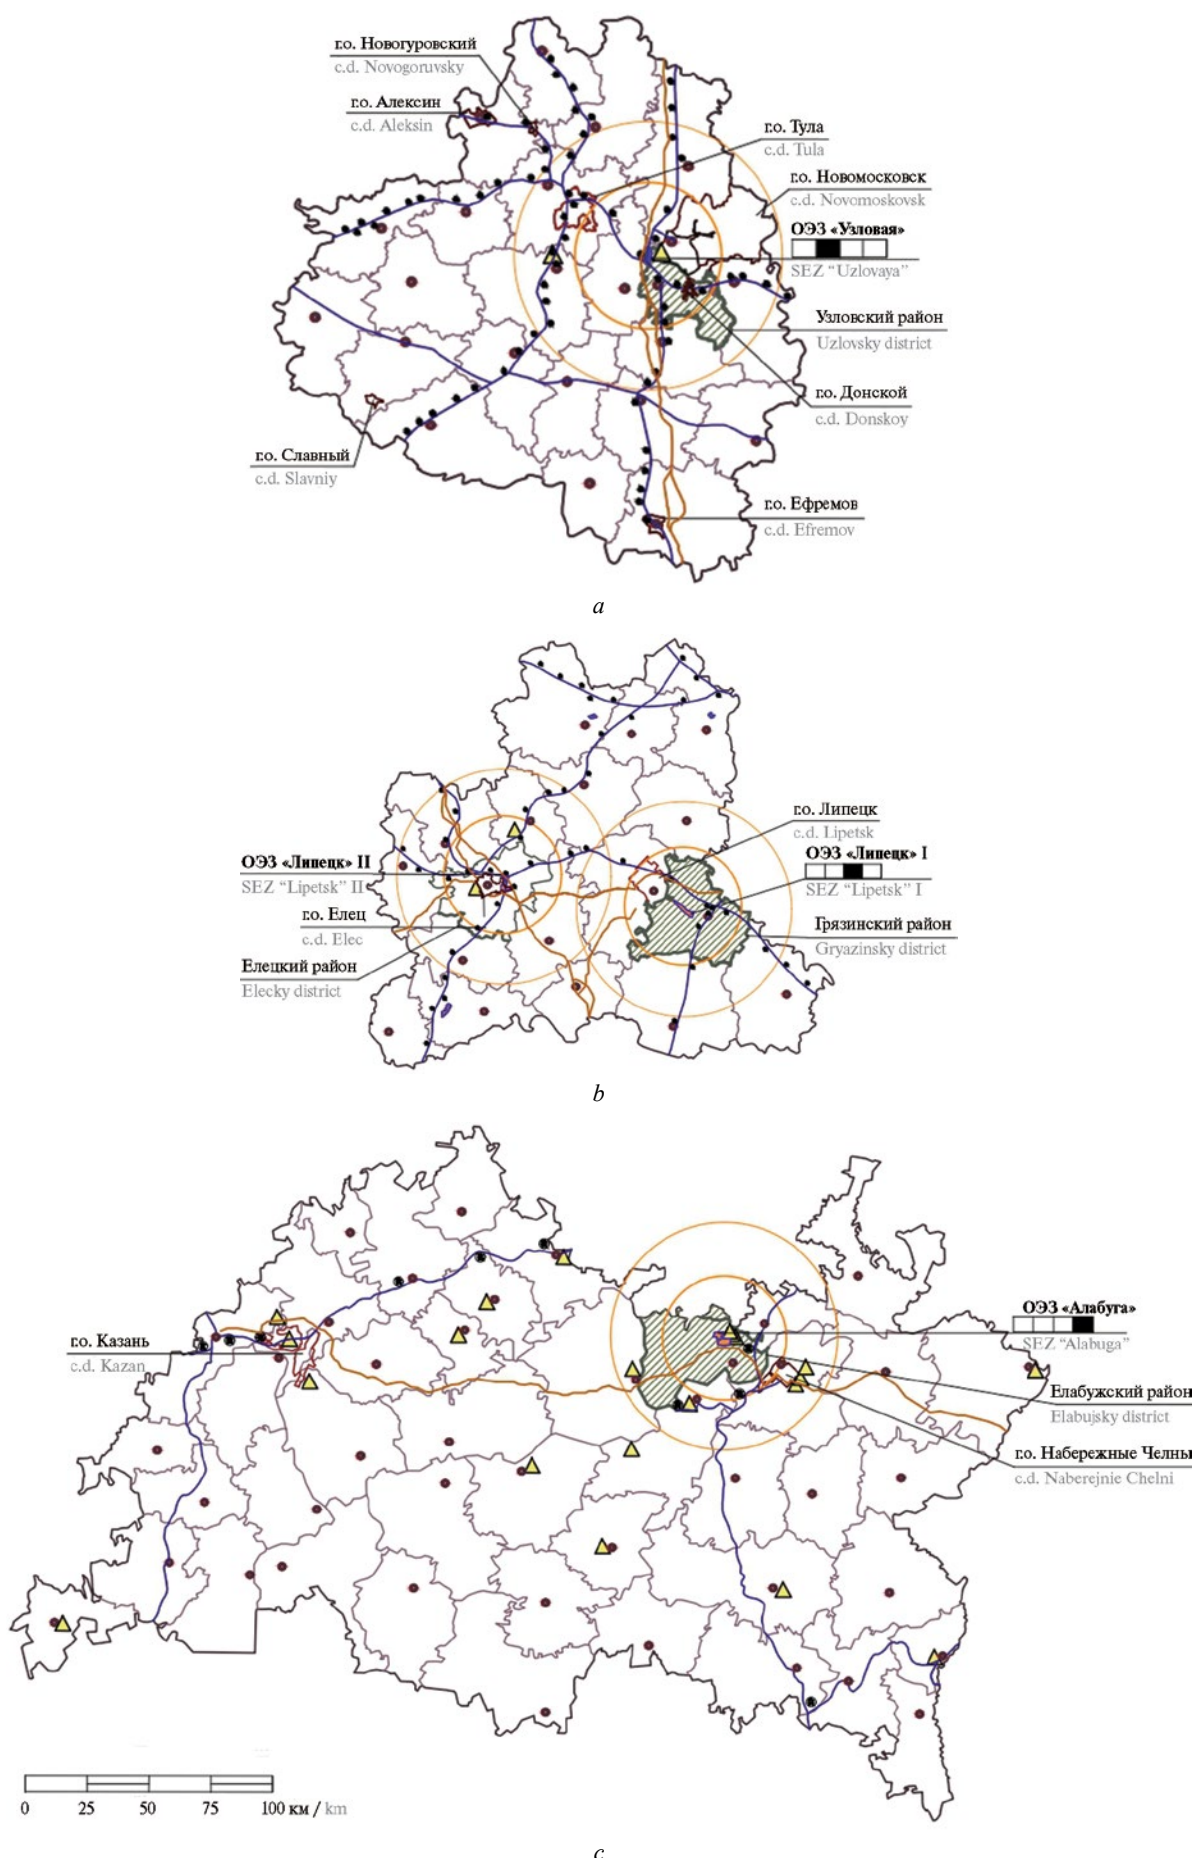 г.о. Новогуровский
c.d. Novogoruvsky
г.о. Алексин
c.d. Aleksin
г.о. Тула
c.d. Tula
г.о. Новомосковск
c.d. Novomoskovsk
ОЭЗ «Узловая»
SEZ “Uzlovaya”
Узловский район
Uzlovsky district
г.о. Донской
c.d. Donskoy
г.о. Славный
c.d. Slavniy
г.о. Ефремов
c.d. Efremov
a
г.о. Липецк
c.d. Lipetsk
ОЭЗ «Липецк» II
SEZ “Lipetsk” II
ОЭЗ «Липецк» I
SEZ “Lipetsk” I
г.о. Елец
c.d. Elec
Грязинский район
Gryazinsky district
Елецкий район
Elecky district
b
ОЭЗ «Алабуга»
SEZ “Alabuga”
г.о. Казань
c.d. Kazan
Елабужский район
Elabujsky district
г.о. Набережные Челны
c.d. Naberejnie Chelni
0 25 50 75 100 км / km
c